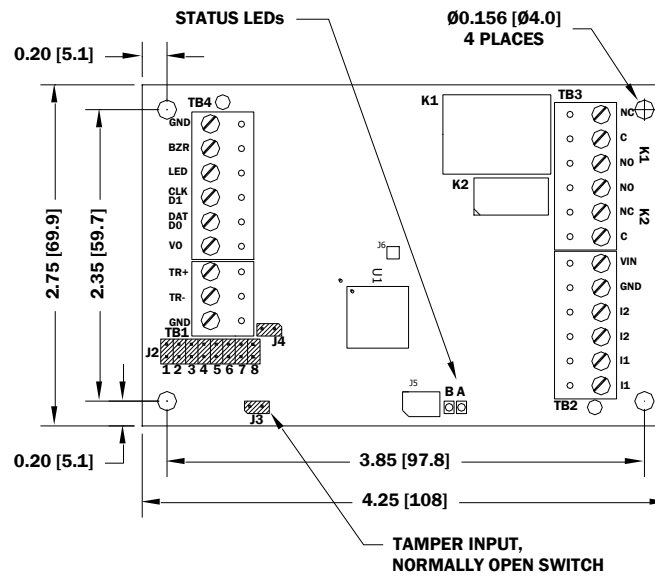 STATUS LEDs
Ø0.156 [Ø4.0]
4 PLACES
0.20 [5.1]
TB4
GND
BZR
LED
CLK
D1
DAT
D0
VO
TR+
TR-
GND
TB1
J2
1 2 3 4 5 6 7 8
J4
J3
K1
K2
J6
U1
J5
B A
TB3
NC
C
NO
NO
NC
C
K1
K2
VIN
GND
I2
I2
I1
I1
TB2
2.75 [69.9]
2.35 [59.7]
0.20 [5.1]
3.85 [97.8]
4.25 [108]
TAMPER INPUT,
NORMALLY OPEN SWITCH